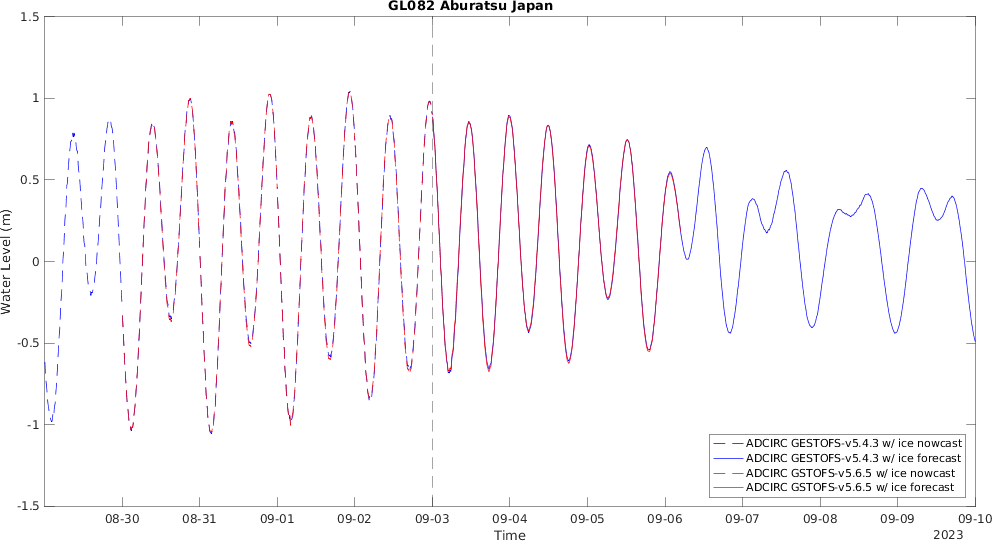 GL082 Aburatsu Japan
Water Level (m)
1.5
1
0.5
0
-0.5
-1
-1.5
ADCIRC GESTOFS-v5.4.3 w/ ice nowcast
ADCIRC GESTOFS-v5.4.3 w/ ice forecast
ADCIRC GSTOFS-v5.6.5 w/ ice nowcast
ADCIRC GSTOFS-v5.6.5 w/ ice forecast
08-30 08-31 09-01 09-02 09-03 09-04 09-05 09-06 09-07 09-08 09-09 09-10
Time
2023